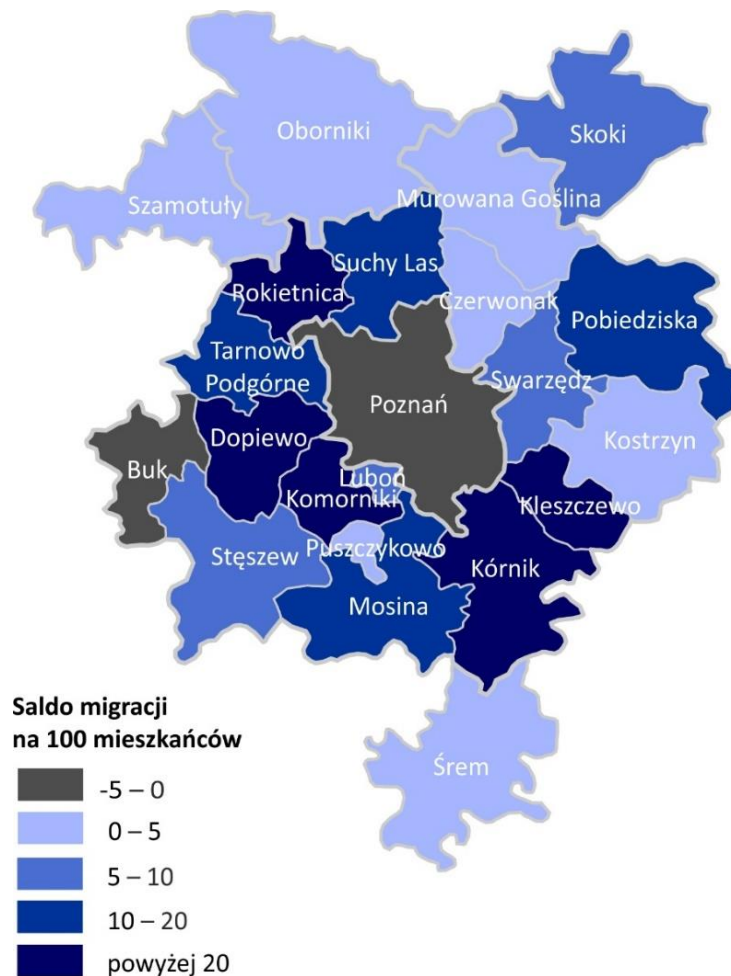 Oborniki
Skoki
Szamotuły
Murowana Goślina
Suchy Las
Rokietnica
Czerwonak
Pobiedziska
Tarnowo
Podgórne
Swarzędz
Poznań
Dopiewo
Kostrzyn
Buk
Luboń
Komorniki
Kleszczewo
Puszczykowo
Stęszew
Kórnik
Mosina
Śrem
Saldo migracji
na 100 mieszkańców
-5 – 0
0 – 5
5 – 10
10 – 20
powyżej 20